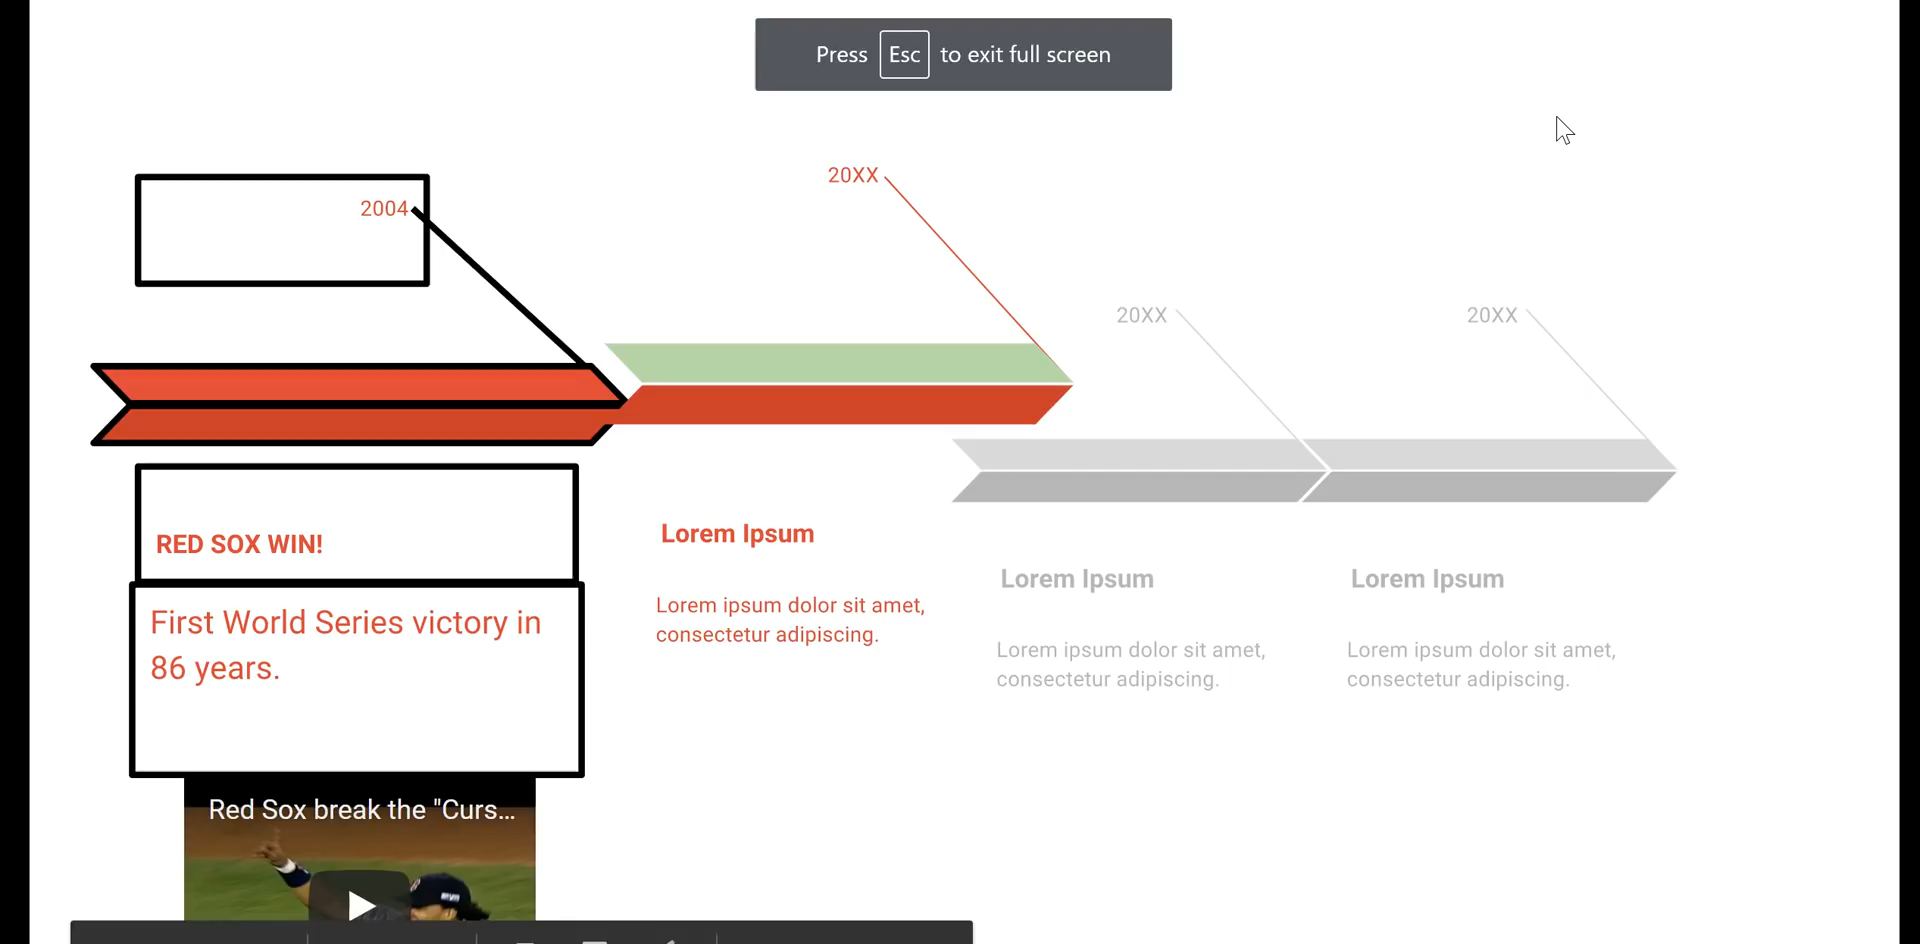 Press Esc to exit full screen
2004
20XX
20XX
20XX
RED SOX WIN!
First World Series victory in
86 years.
Red Sox break the "Curs...
Lorem Ipsum
Lorem ipsum dolor sit amet,
consectetur adipiscing.
Lorem Ipsum
Lorem ipsum dolor sit amet,
consectetur adipiscing.
Lorem Ipsum
Lorem ipsum dolor sit amet,
consectetur adipiscing.